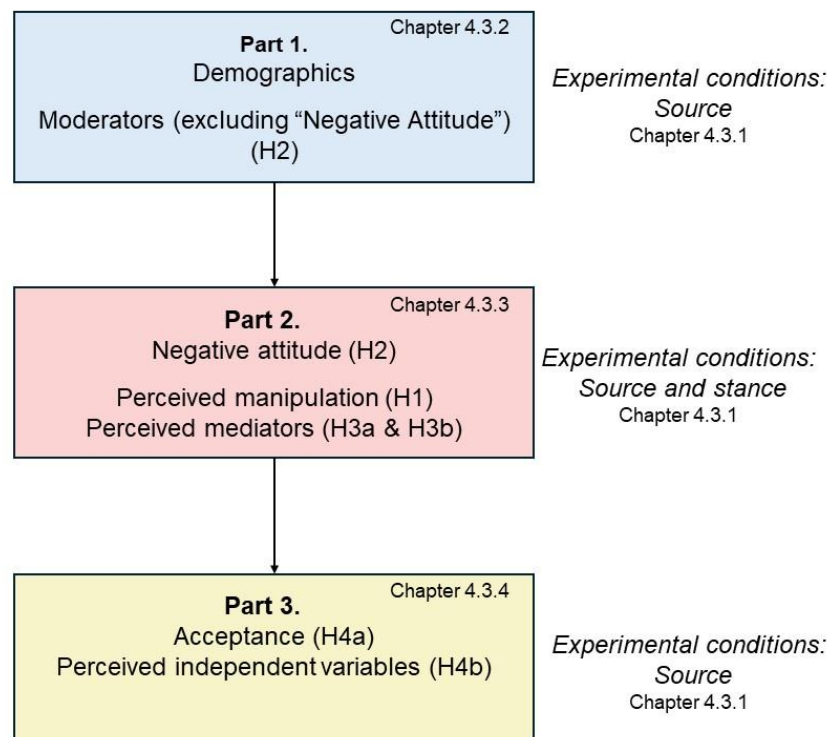 Chapter 4.3.2
Part 1.
Demographics
Moderators (excluding “Negative Attitude”)
(H2)
Experimental conditions:
Source
Chapter 4.3.1
Chapter 4.3.3
Part 2.
Negative attitude (H2)
Perceived manipulation (H1)
Perceived mediators (H3a & H3b)
Experimental conditions:
Source and stance
Chapter 4.3.1
Chapter 4.3.4
Part 3.
Acceptance (H4a)
Perceived independent variables (H4b)
Experimental conditions:
Source
Chapter 4.3.1